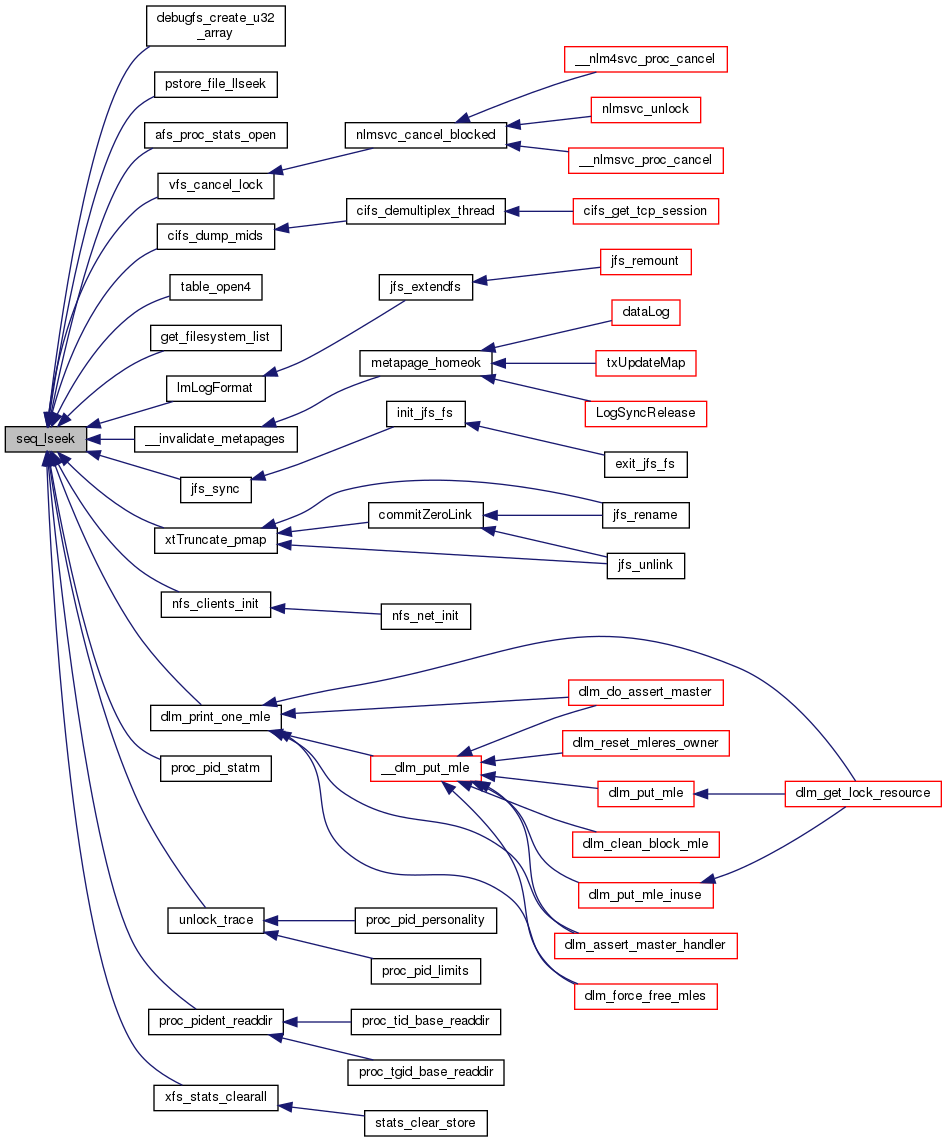 debugfs_create_u32
_array
pstore_file_llseek
afs_proc_stats_open
vfs_cancel_lock
cifs_dump_mids
table_open4
get_filesystem_list
lmLogFormat
seq_lseek
__invalidate_metapages
jfs_sync
xtTruncate_pmap
nfs_clients_init
dlm_print_one_mle
proc_pid_statm
unlock_trace
proc_pident_readdir
xfs_stats_clearall
nlmsvc_cancel_blocked
cifs_demultiplex_thread
jfs_extendfs
metapage_homeok
init_jfs_fs
commitZeroLink
nfs_net_init
__dlm_put_mle
proc_pid_personality
proc_pid_limits
proc_tid_base_readdir
proc_tgid_base_readdir
stats_clear_store
__nlm4svc_proc_cancel
nlmsvc_unlock
__nlmsvc_proc_cancel
cifs_get_tcp_session
jfs_remount
dataLog
txUpdateMap
LogSyncRelease
exit_jfs_fs
jfs_rename
jfs_unlink
dlm_do_assert_master
dlm_reset_mleres_owner
dlm_put_mle
dlm_clean_block_mle
dlm_put_mle_inuse
dlm_assert_master_handler
dlm_force_free_mles
dlm_get_lock_resource